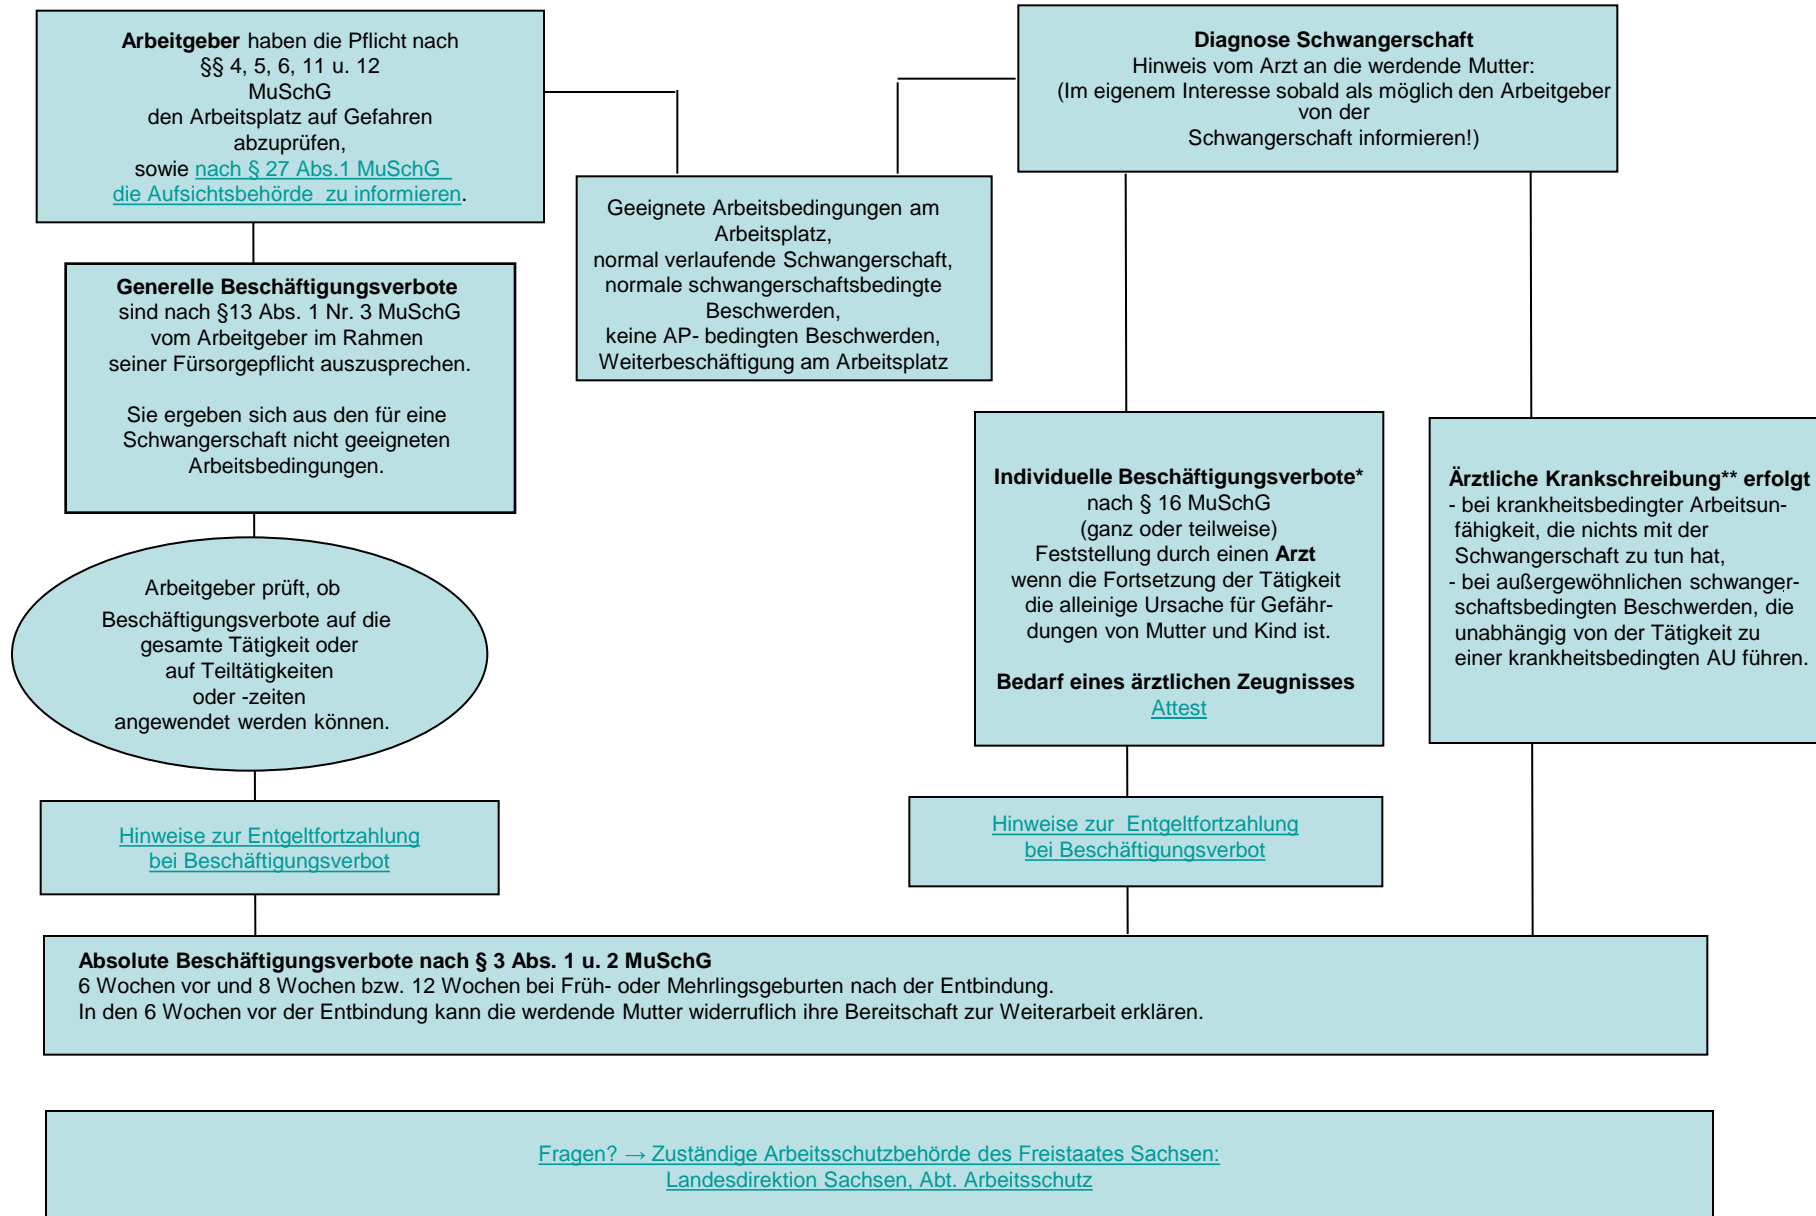 Arbeitgeber haben die Pflicht nach
§§ 4, 5, 6, 11 u. 12
MuSchG
den Arbeitsplatz auf Gefahren
abzuprüfen,
sowie nach § 27 Abs.1 MuSchG
die Aufsichtsbehörde zu informieren.
Diagnose Schwangerschaft
Hinweis vom Arzt an die werdende Mutter:
(Im eigenem Interesse sobald als möglich den Arbeitgeber
von der
Schwangerschaft informieren!)
Geeignete Arbeitsbedingungen am
Arbeitsplatz,
normal verlaufende Schwangerschaft,
normale schwangerschaftsbedingte
Beschwerden,
keine AP- bedingten Beschwerden,
Weiterbeschäftigung am Arbeitsplatz
Generelle Beschäftigungsverbote
sind nach §13 Abs. 1 Nr. 3 MuSchG
vom Arbeitgeber im Rahmen
seiner Fürsorgepflicht auszusprechen.
Sie ergeben sich aus den für eine
Schwangerschaft nicht geeigneten
Arbeitsbedingungen.
Arbeitgeber prüft, ob
Beschäftigungsverbote auf die
gesamte Tätigkeit oder
auf Teiltätigkeiten
oder -zeiten
angewendet werden können.
Individuelle Beschäftigungsverbote*
nach § 16 MuSchG
(ganz oder teilweise)
Feststellung durch einen Arzt
wenn die Fortsetzung der Tätigkeit
die alleinige Ursache für Gefähr-
dungen von Mutter und Kind ist.
Bedarf eines ärztlichen Zeugnisses
Attest
Ärztliche Krankschreibung** erfolgt
- bei krankheitsbedingter Arbeitsun-
fähigkeit, die nichts mit der
Schwangerschaft zu tun hat,
- bei außergewöhnlichen schwanger-
schaftsbedingten Beschwerden, die
unabhängig von der Tätigkeit zu
einer krankheitsbedingten AU führen.
Hinweise zur Entgeltfortzahlung
bei Beschäftigungsverbot
Hinweise zur Entgeltfortzahlung
bei Beschäftigungsverbot
Absolute Beschäftigungsverbote nach § 3 Abs. 1 u. 2 MuSchG
6 Wochen vor und 8 Wochen bzw. 12 Wochen bei Früh- oder Mehrlingsgeburten nach der Entbindung.
In den 6 Wochen vor der Entbindung kann die werdende Mutter widerruflich ihre Bereitschaft zur Weiterarbeit erklären.
Fragen? → Zuständige Arbeitsschutzbehörde des Freistaates Sachsen:
Landesdirektion Sachsen, Abt. Arbeitsschutz